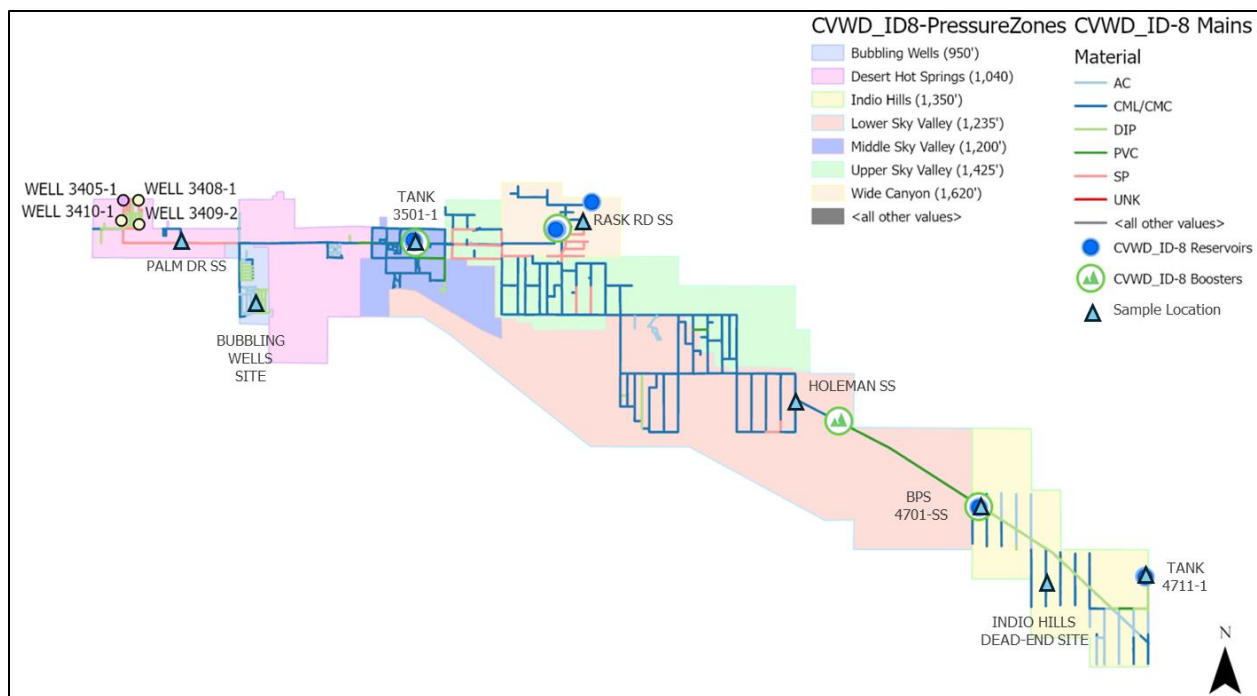 CVWD_ID8-PressureZones
Bubbling Wells (950')
Desert Hot Springs (1,040)
Indio Hills (1,350')
Lower Sky Valley (1,235')
Middle Sky Valley (1,200')
Upper Sky Valley (1,425')
Wide Canyon (1,620')
<all other values>
CVWD_ID-8 Mains
Material
AC
CML/CMC
DIP
PVC
SP
UNK
<all other values>
CVWD_ID-8 Reservoirs
CVWD_ID-8 Boosters
Sample Location
WELL 3405-1
WELL 3408-1
WELL 3410-1
WELL 3409-2
PALM DR SS
TANK
3501-1
RASK RD SS
BUBBLING
WELLS
SITE
HOLEMAN SS
BPS
4701-SS
TANK
4711-1
INDIO HILLS
DEAD-END SITE
N